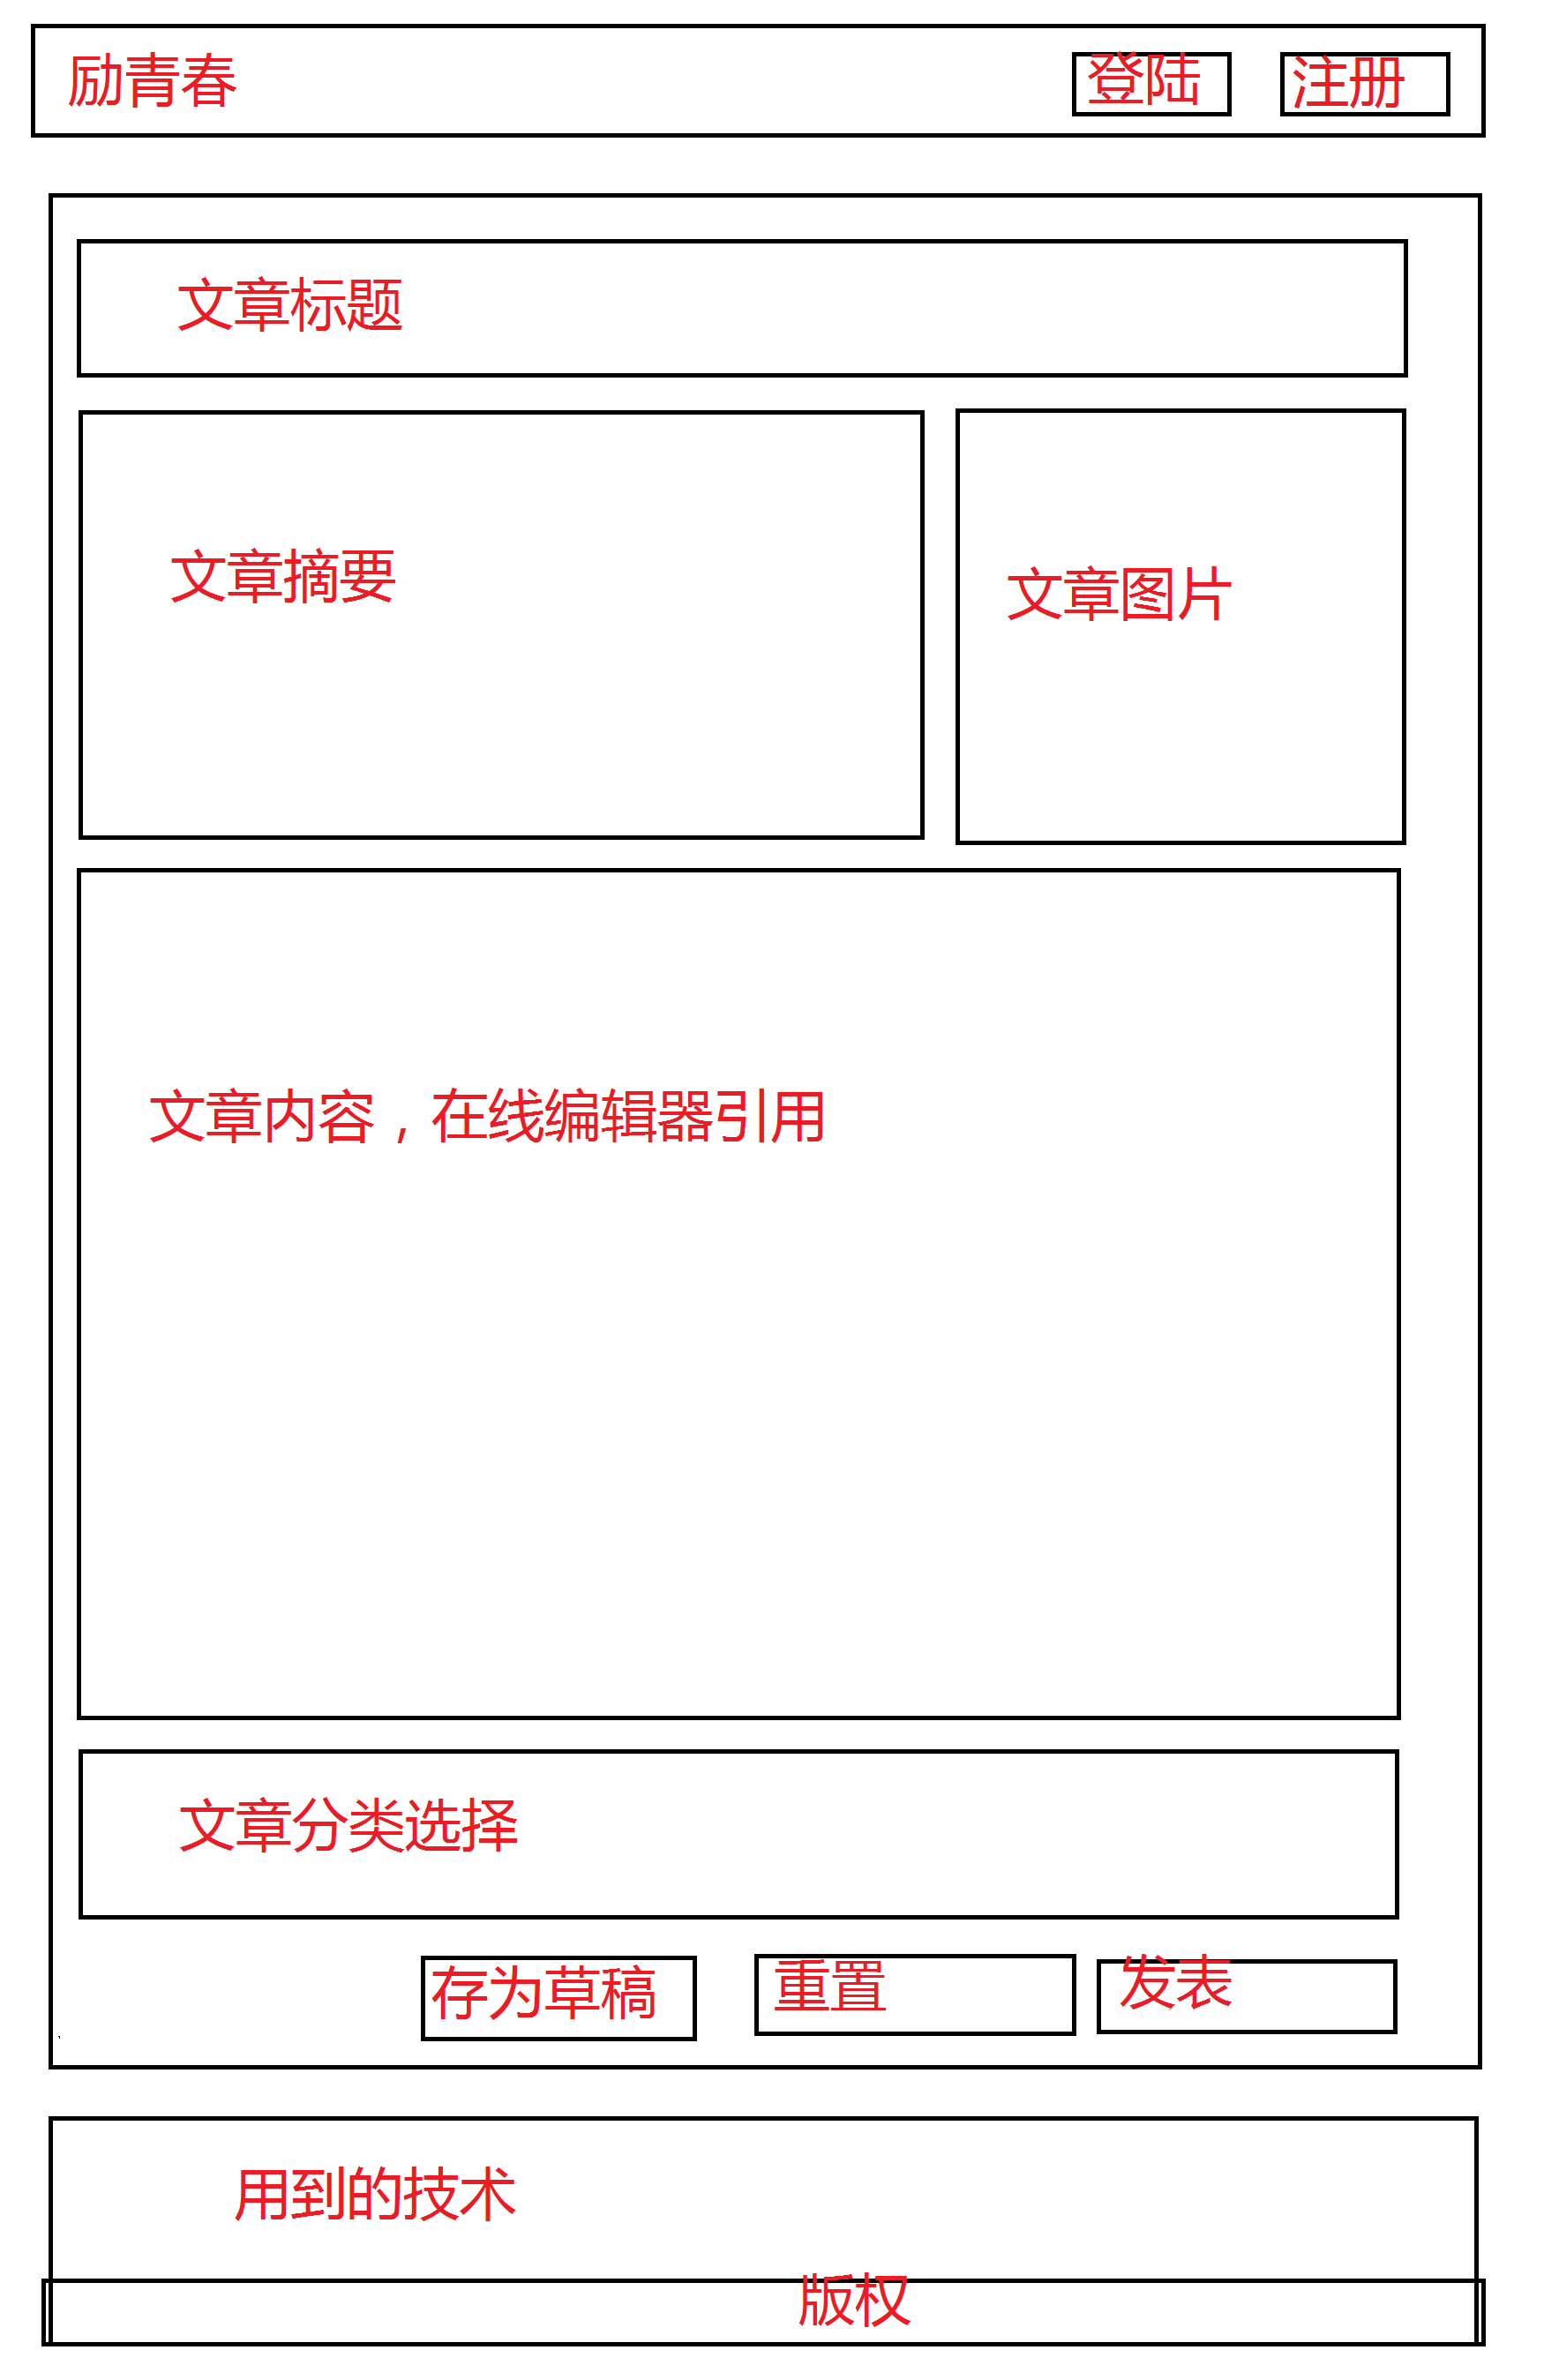 励青春
登陆
注册
文章标题
文章摘要
文章图片
文章内容，在线编辑器引用
文章分类选择
存为草稿
重置
发表
用到的技术
版权